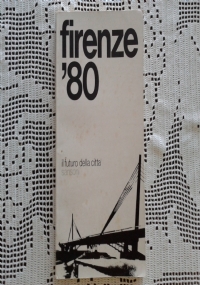 firenze
'80
il futuro della città